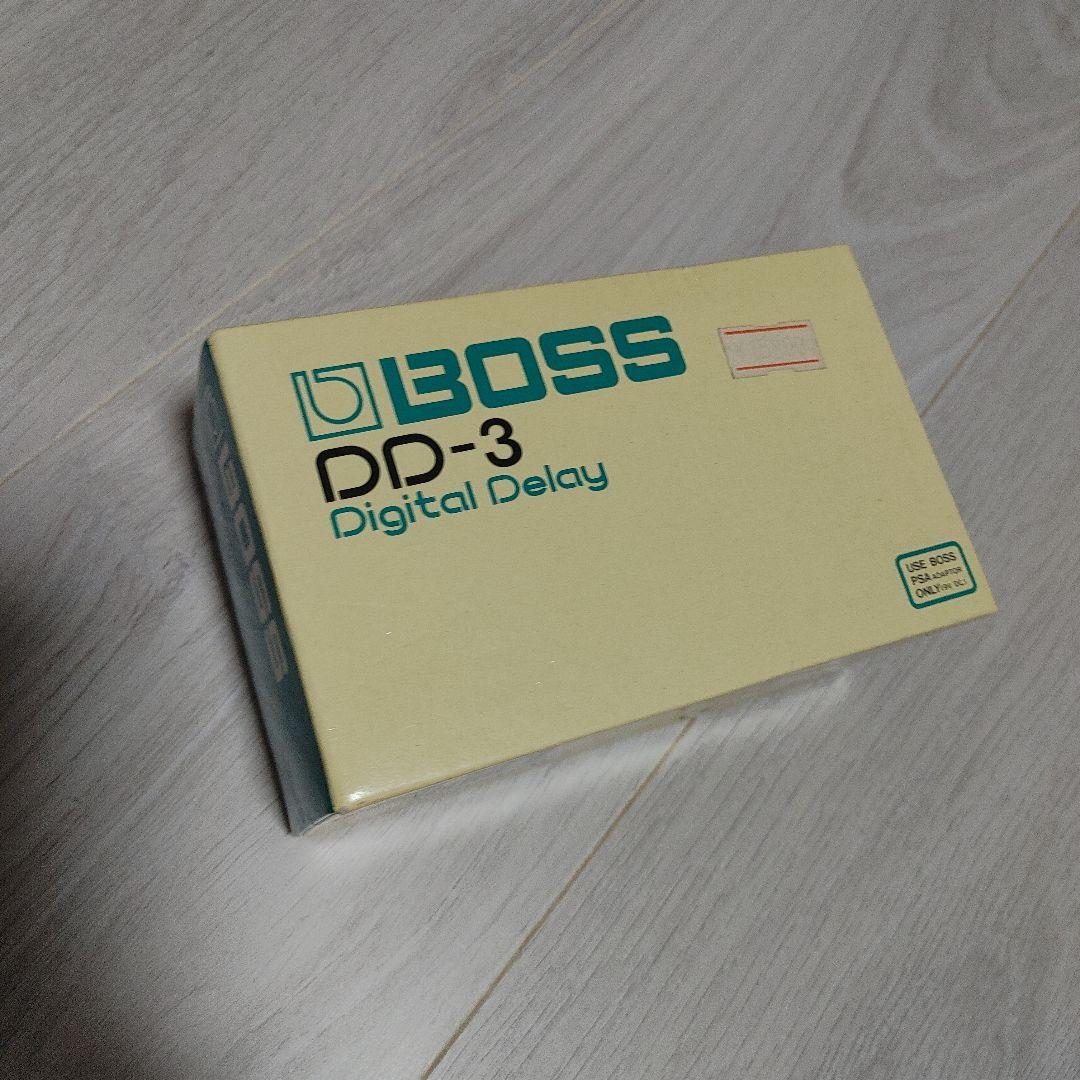 BOSS
DD-3
Digital Delay
USE BOSS
PSA ADAPTOR
ONLY (9V DC)
BOSS